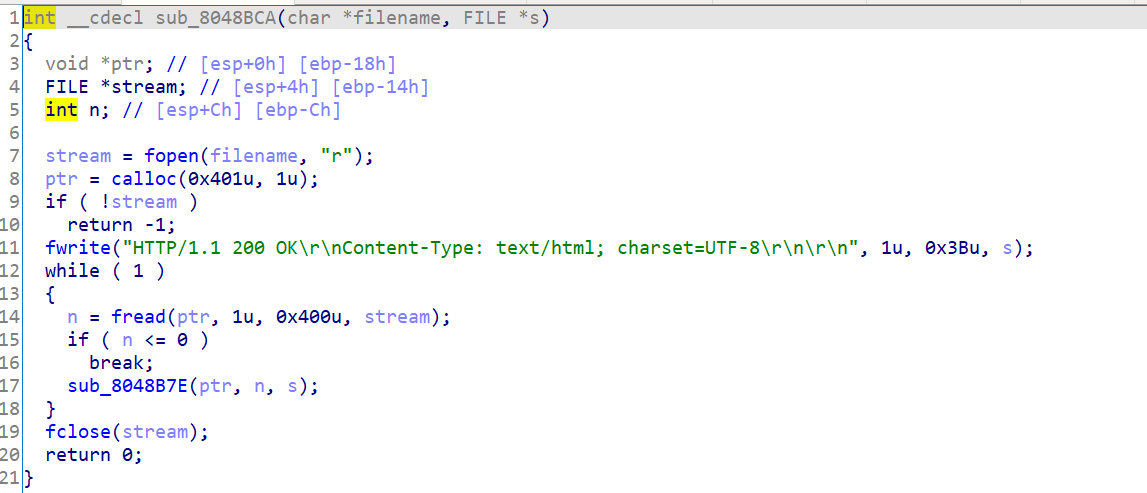 1 int __cdecl sub_8048BCA(char *filename, FILE *s)
2 {
3   void *ptr; // [esp+0h] [ebp-18h]
4   FILE *stream; // [esp+4h] [ebp-14h]
5   int n; // [esp+Ch] [ebp-Ch]
6
7   stream = fopen(filename, "r");
8   ptr = calloc(0x401u, 1u);
9   if ( !stream )
10     return -1;
11   fwrite("HTTP/1.1 200 OK\r\nContent-Type: text/html; charset=UTF-8\r\n\r\n", 1u, 0x3Bu, s);
12   while ( 1 )
13   {
14     n = fread(ptr, 1u, 0x400u, stream);
15     if ( n <= 0 )
16       break;
17     sub_8048B7E(ptr, n, s);
18   }
19   fclose(stream);
20   return 0;
21 }